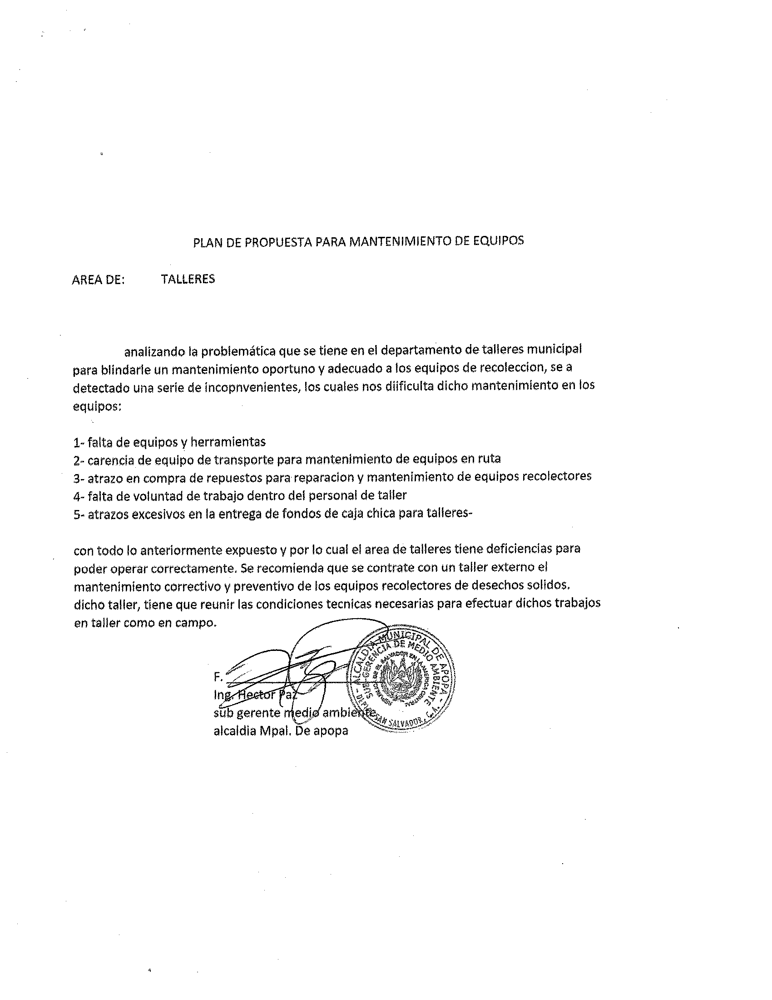 PLAN DE PROPUESTA PARA MANTENIMIENTO DE EQUIPOS
AREA DE: TALLERES
analizando la problemática que se tiene en el departamento de talleres municipal
para blindarle un mantenimiento oportuno y adecuado a los equipos de recoleccion, se a
detectado una serie de incopnvenientes, los cuales nos diificulta dicho mantenimiento en los
equipos:
1- falta de equipos y herramientas
2- carencia de equipo de transporte para mantenimiento de equipos en ruta
3- atrazo en compra de repuestos para reparacion y mantenimiento de equipos recolectores
4- falta de voluntad de trabajo dentro del personal de taller
5- atrazos excesivos en la entrega de fondos de caja chica para talleres-
con todo lo anteriormente expuesto y por lo cual el area de talleres tiene deficiencias para
poder operar correctamente. Se recomienda que se contrate con un taller externo el
mantenimiento correctivo y preventivo de los equipos recolectores de desechos solidos.
dicho taller, tiene que reunir las condiciones tecnicas necesarias para efectuar dichos trabajos
en taller como en campo.
F.
Ing. Hector Paz
sub gerente medio ambiente
alcaldia Mpal. De apopa
ALCALDIA MUNICIPAL DE APOPA
SUB-GERENCIA DE MEDIO AMBIENTE
DE EL SALVADOR EN LA AMERICA CENTRAL
SAN SALVADOR, C.A.